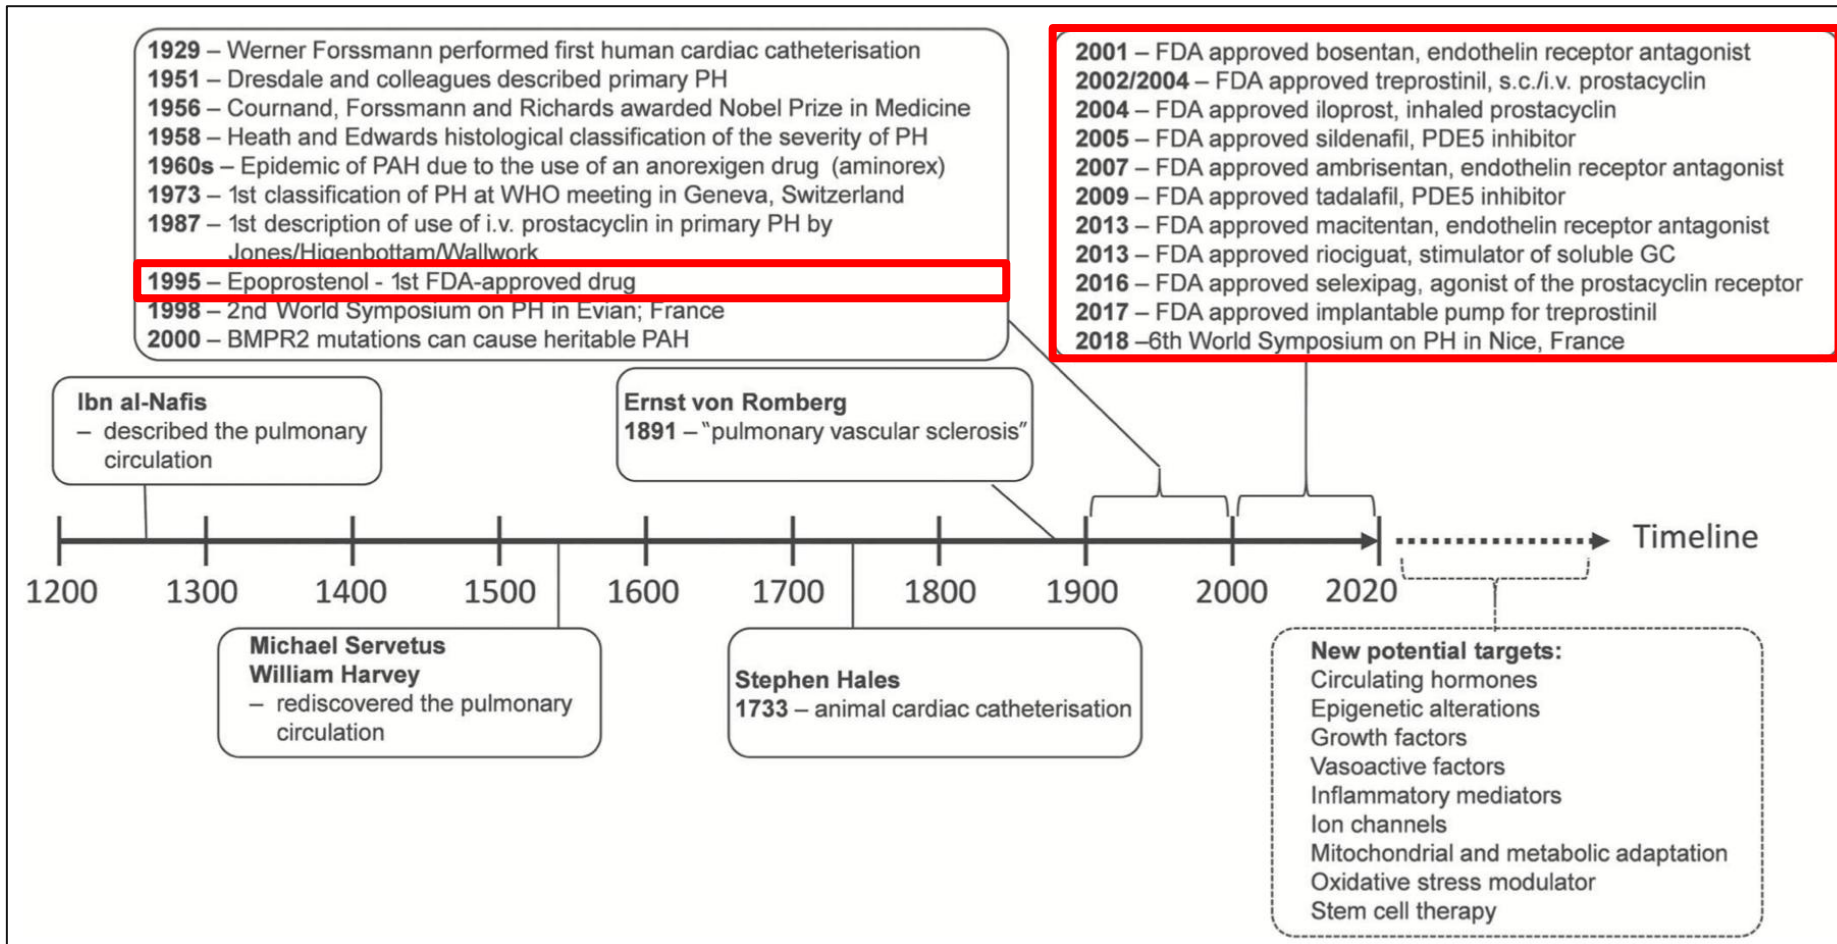 1929 – Werner Forssmann performed first human cardiac catheterisation
1951 – Dresdale and colleagues described primary PH
1956 – Cournand, Forssmann and Richards awarded Nobel Prize in Medicine
1958 – Heath and Edwards histological classification of the severity of PH
1960s – Epidemic of PAH due to the use of an anorexigen drug (aminorex)
1973 – 1st classification of PH at WHO meeting in Geneva, Switzerland
1987 – 1st description of use of i.v. prostacyclin in primary PH by
Jones/Higenbottam/Wallwork
1995 – Epoprostenol - 1st FDA-approved drug
1998 – 2nd World Symposium on PH in Evian; France
2000 – BMPR2 mutations can cause heritable PAH
2001 – FDA approved bosentan, endothelin receptor antagonist
2002/2004 – FDA approved treprostinil, s.c./i.v. prostacyclin
2004 – FDA approved iloprost, inhaled prostacyclin
2005 – FDA approved sildenafil, PDE5 inhibitor
2007 – FDA approved ambrisentan, endothelin receptor antagonist
2009 – FDA approved tadalafil, PDE5 inhibitor
2013 – FDA approved macitentan, endothelin receptor antagonist
2013 – FDA approved riociguat, stimulator of soluble GC
2016 – FDA approved selexipag, agonist of the prostacyclin receptor
2017 – FDA approved implantable pump for treprostinil
2018 –6th World Symposium on PH in Nice, France
Ibn al-Nafis
– described the pulmonary
circulation
Ernst von Romberg
1891 – “pulmonary vascular sclerosis”
Timeline
1200 1300 1400 1500 1600 1700 1800 1900 2000 2020
Michael Servetus
William Harvey
– rediscovered the pulmonary
circulation
Stephen Hales
1733 – animal cardiac catheterisation
New potential targets:
Circulating hormones
Epigenetic alterations
Growth factors
Vasoactive factors
Inflammatory mediators
Ion channels
Mitochondrial and metabolic adaptation
Oxidative stress modulator
Stem cell therapy